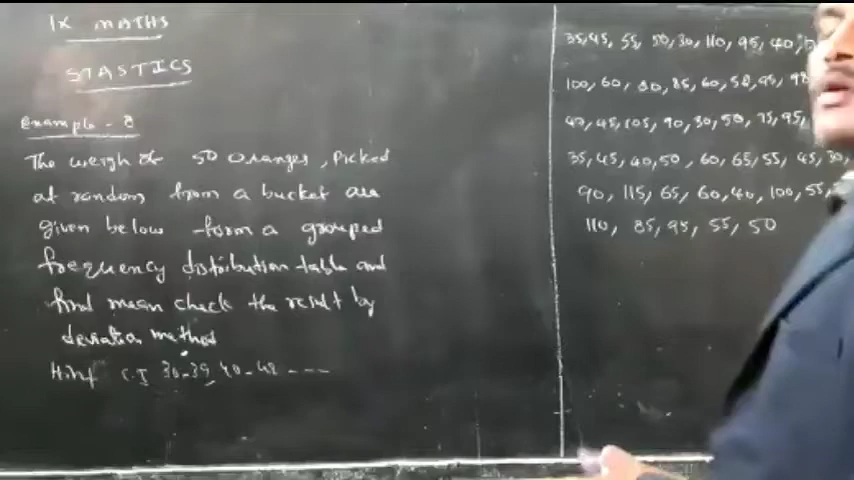 IX MATHS
STASTICS
Example - 8
The weigh of 50 oranges, picked
at random from a bucket are
given below form a grouped
frequency distribution table and
find mean check the result by
deviation method
Hint C.I 30-39, 40-48 ---
35,45, 55, 50,30, 110, 95, 40,
100, 60, 80, 85, 60, 52, 95, 98
47, 45, 105, 90, 30, 50, 75, 95,
35, 45, 40, 50, 60, 65, 55, 45, 30,
90, 115, 65, 60, 40, 100, 55,
110, 85, 95, 55, 50